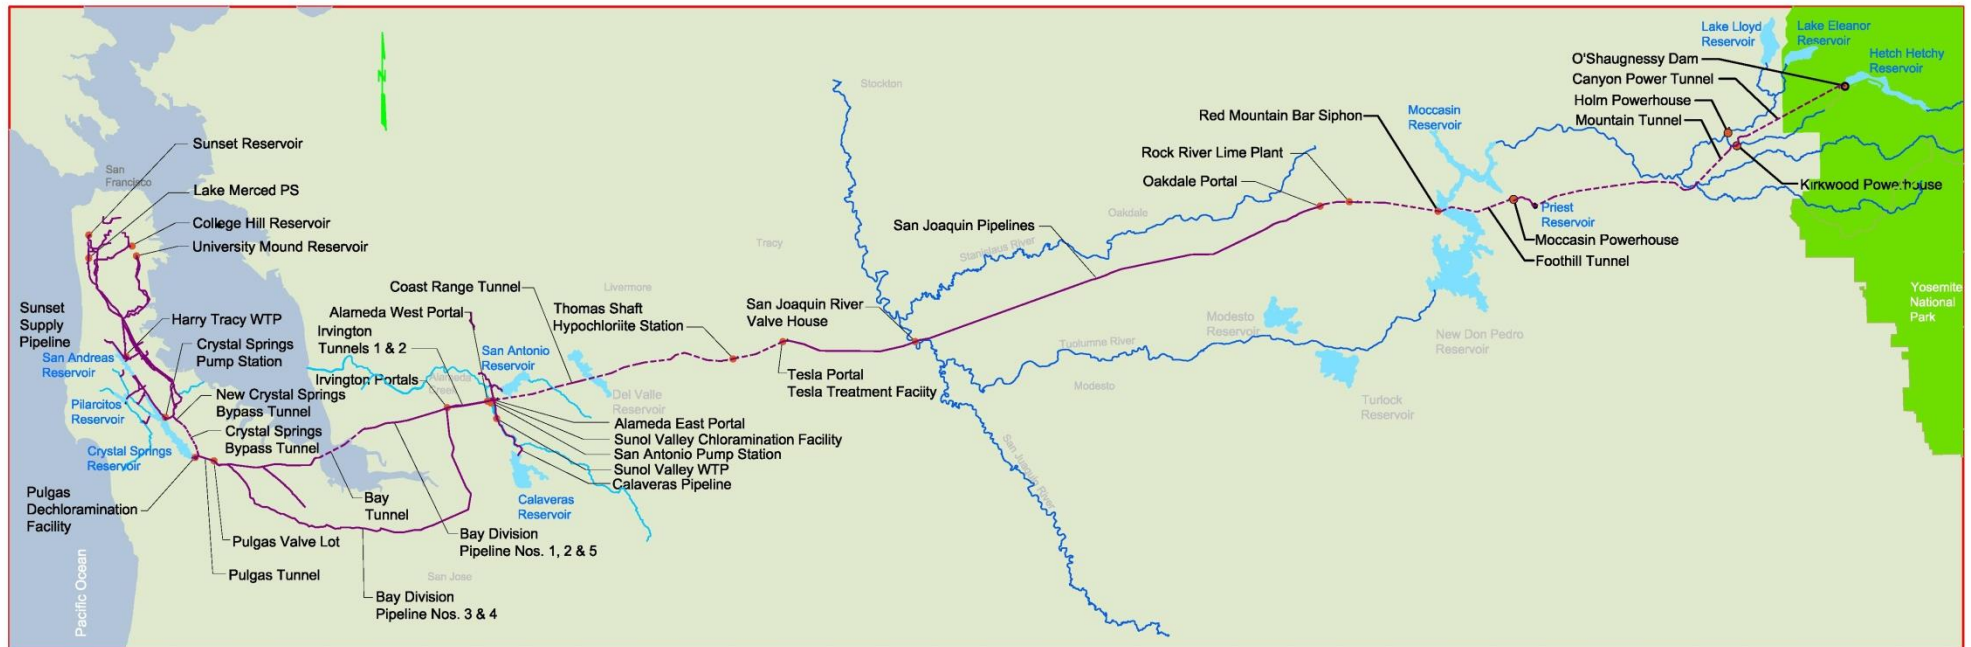 Lake Lloyd
Reservoir
Lake Eleanor
Reservoir
Hetch Hetchy
Reservoir
O'Shaugnessy Dam
Canyon Power Tunnel
Holm Powerhouse
Mountain Tunnel
Kirkwood Powerhouse
Yosemite
National
Park
N
Stockton
Red Mountain Bar Siphon
Moccasin
Reservoir
Rock River Lime Plant
Oakdale Portal
Priest
Reservoir
Moccasin Powerhouse
Foothill Tunnel
Oakdale
San Joaquin Pipelines
Stanislaus River
Tracy
Sunset Reservoir
San
Francisco
Lake Merced PS
College Hill Reservoir
University Mound Reservoir
Coast Range Tunnel
Livermore
Thomas Shaft
Hypochloriite Station
San Joaquin River
Valve House
Modesto
Reservoir
New Don Pedro
Reservoir
Tuolumne River
Modesto
Turlock
Reservoir
Sunset
Supply
Pipeline
Harry Tracy WTP
Alameda West Portal
Irvington
Tunnels 1 & 2
Crystal Springs
Pump Station
San Andreas
Reservoir
San Antonio
Reservoir
Irvington Portals
Alameda
Creek
Tesla Portal
Tesla Treatment Faciity
Del Valle
Reservoir
Pilarcitos
Reservoir
New Crystal Springs
Bypass Tunnel
Crystal Springs
Bypass Tunnel
Crystal Springs
Reservoir
Alameda East Portal
Sunol Valley Chloramination Facility
San Antonio Pump Station
Sunol Valley WTP
Calaveras Pipeline
Calaveras
Reservoir
San Joaquin River
Pulgas
Dechloramination
Facility
Bay
Tunnel
Pulgas Valve Lot
Bay Division
Pipeline Nos. 1, 2 & 5
Pulgas Tunnel
San Jose
Bay Division
Pipeline Nos. 3 & 4
Pacific Ocean